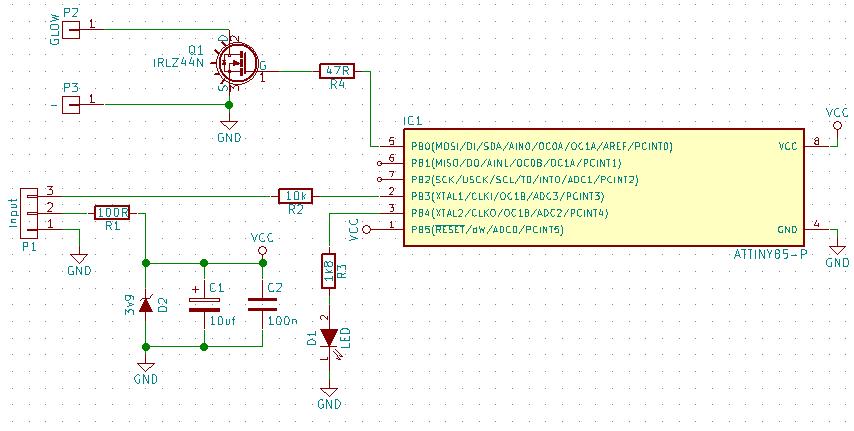 P2
GLOW
1
D
2
Q1
IRLZ44N
G
1
S
3
47R
R4
P3
-
1
GND
IC1
VCC
5 PB0(MOSI/DI/SDA/AIN0/OC0A/OC1A/AREF/PCINT0) VCC 8
6 PB1(MISO/DO/AIN1/OC0B/OC1A/PCINT1)
7 PB2(SCK/USCK/SCL/T0/INT0/ADC1/PCINT2)
2 PB3(XTAL1/CLKI/OC1B/ADC3/PCINT3)
3 PB4(XTAL2/CLKO/OC1B/ADC2/PCINT4)
VCC 1 PB5(RESET/dW/ADC0/PCINT5) GND 4
ATTINY85-P
GND
Input
3
2
1
P1
10k
R2
100R
R1
GND
VCC
3v9
D2
+
C1
10uf
C2
100n
GND
1k8
R3
2
D1
LED
1
GND